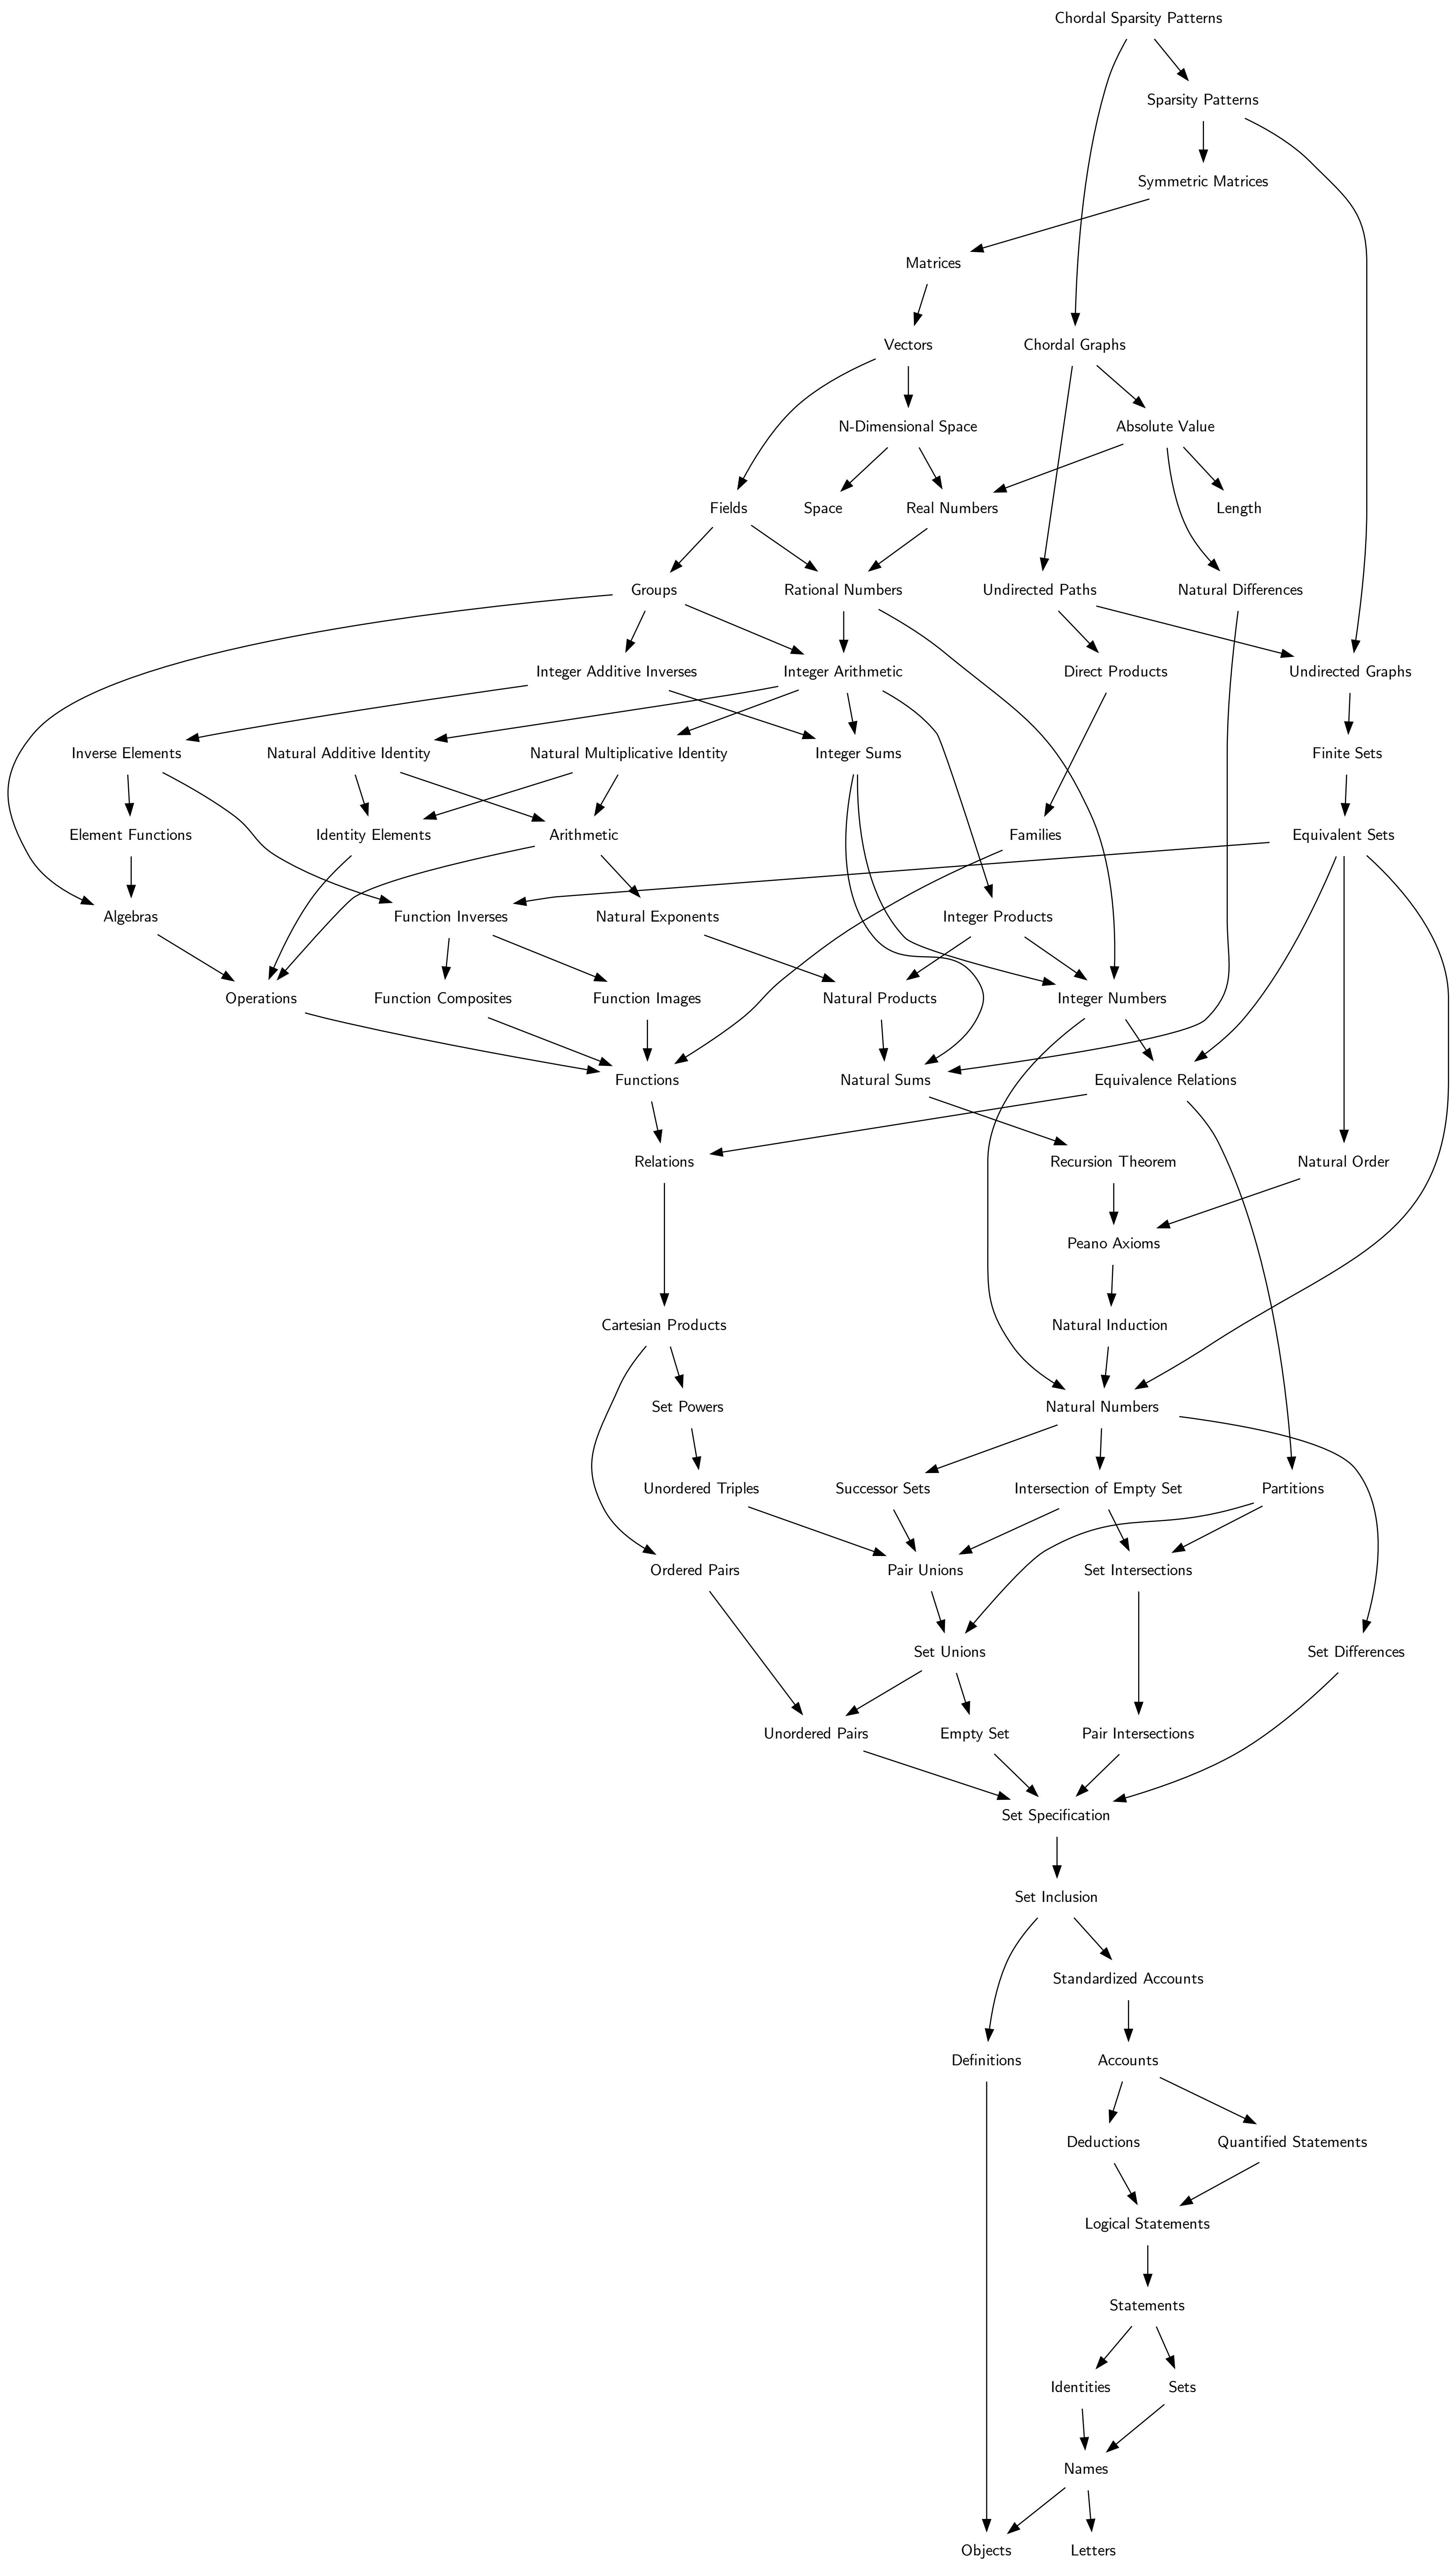 Chordal Sparsity Patterns
Sparsity Patterns
Symmetric Matrices
Matrices
Vectors
Chordal Graphs
N-Dimensional Space
Absolute Value
Fields
Space
Real Numbers
Length
Groups
Rational Numbers
Undirected Paths
Natural Differences
Integer Additive Inverses
Integer Arithmetic
Direct Products
Undirected Graphs
Inverse Elements
Natural Additive Identity
Natural Multiplicative Identity
Integer Sums
Finite Sets
Element Functions
Identity Elements
Arithmetic
Families
Equivalent Sets
Algebras
Function Inverses
Natural Exponents
Integer Products
Operations
Function Composites
Function Images
Natural Products
Integer Numbers
Functions
Natural Sums
Equivalence Relations
Relations
Recursion Theorem
Natural Order
Peano Axioms
Cartesian Products
Natural Induction
Set Powers
Natural Numbers
Unordered Triples
Successor Sets
Intersection of Empty Set
Partitions
Ordered Pairs
Pair Unions
Set Intersections
Set Unions
Set Differences
Unordered Pairs
Empty Set
Pair Intersections
Set Specification
Set Inclusion
Standardized Accounts
Definitions
Accounts
Deductions
Quantified Statements
Logical Statements
Statements
Identities
Sets
Names
Objects
Letters